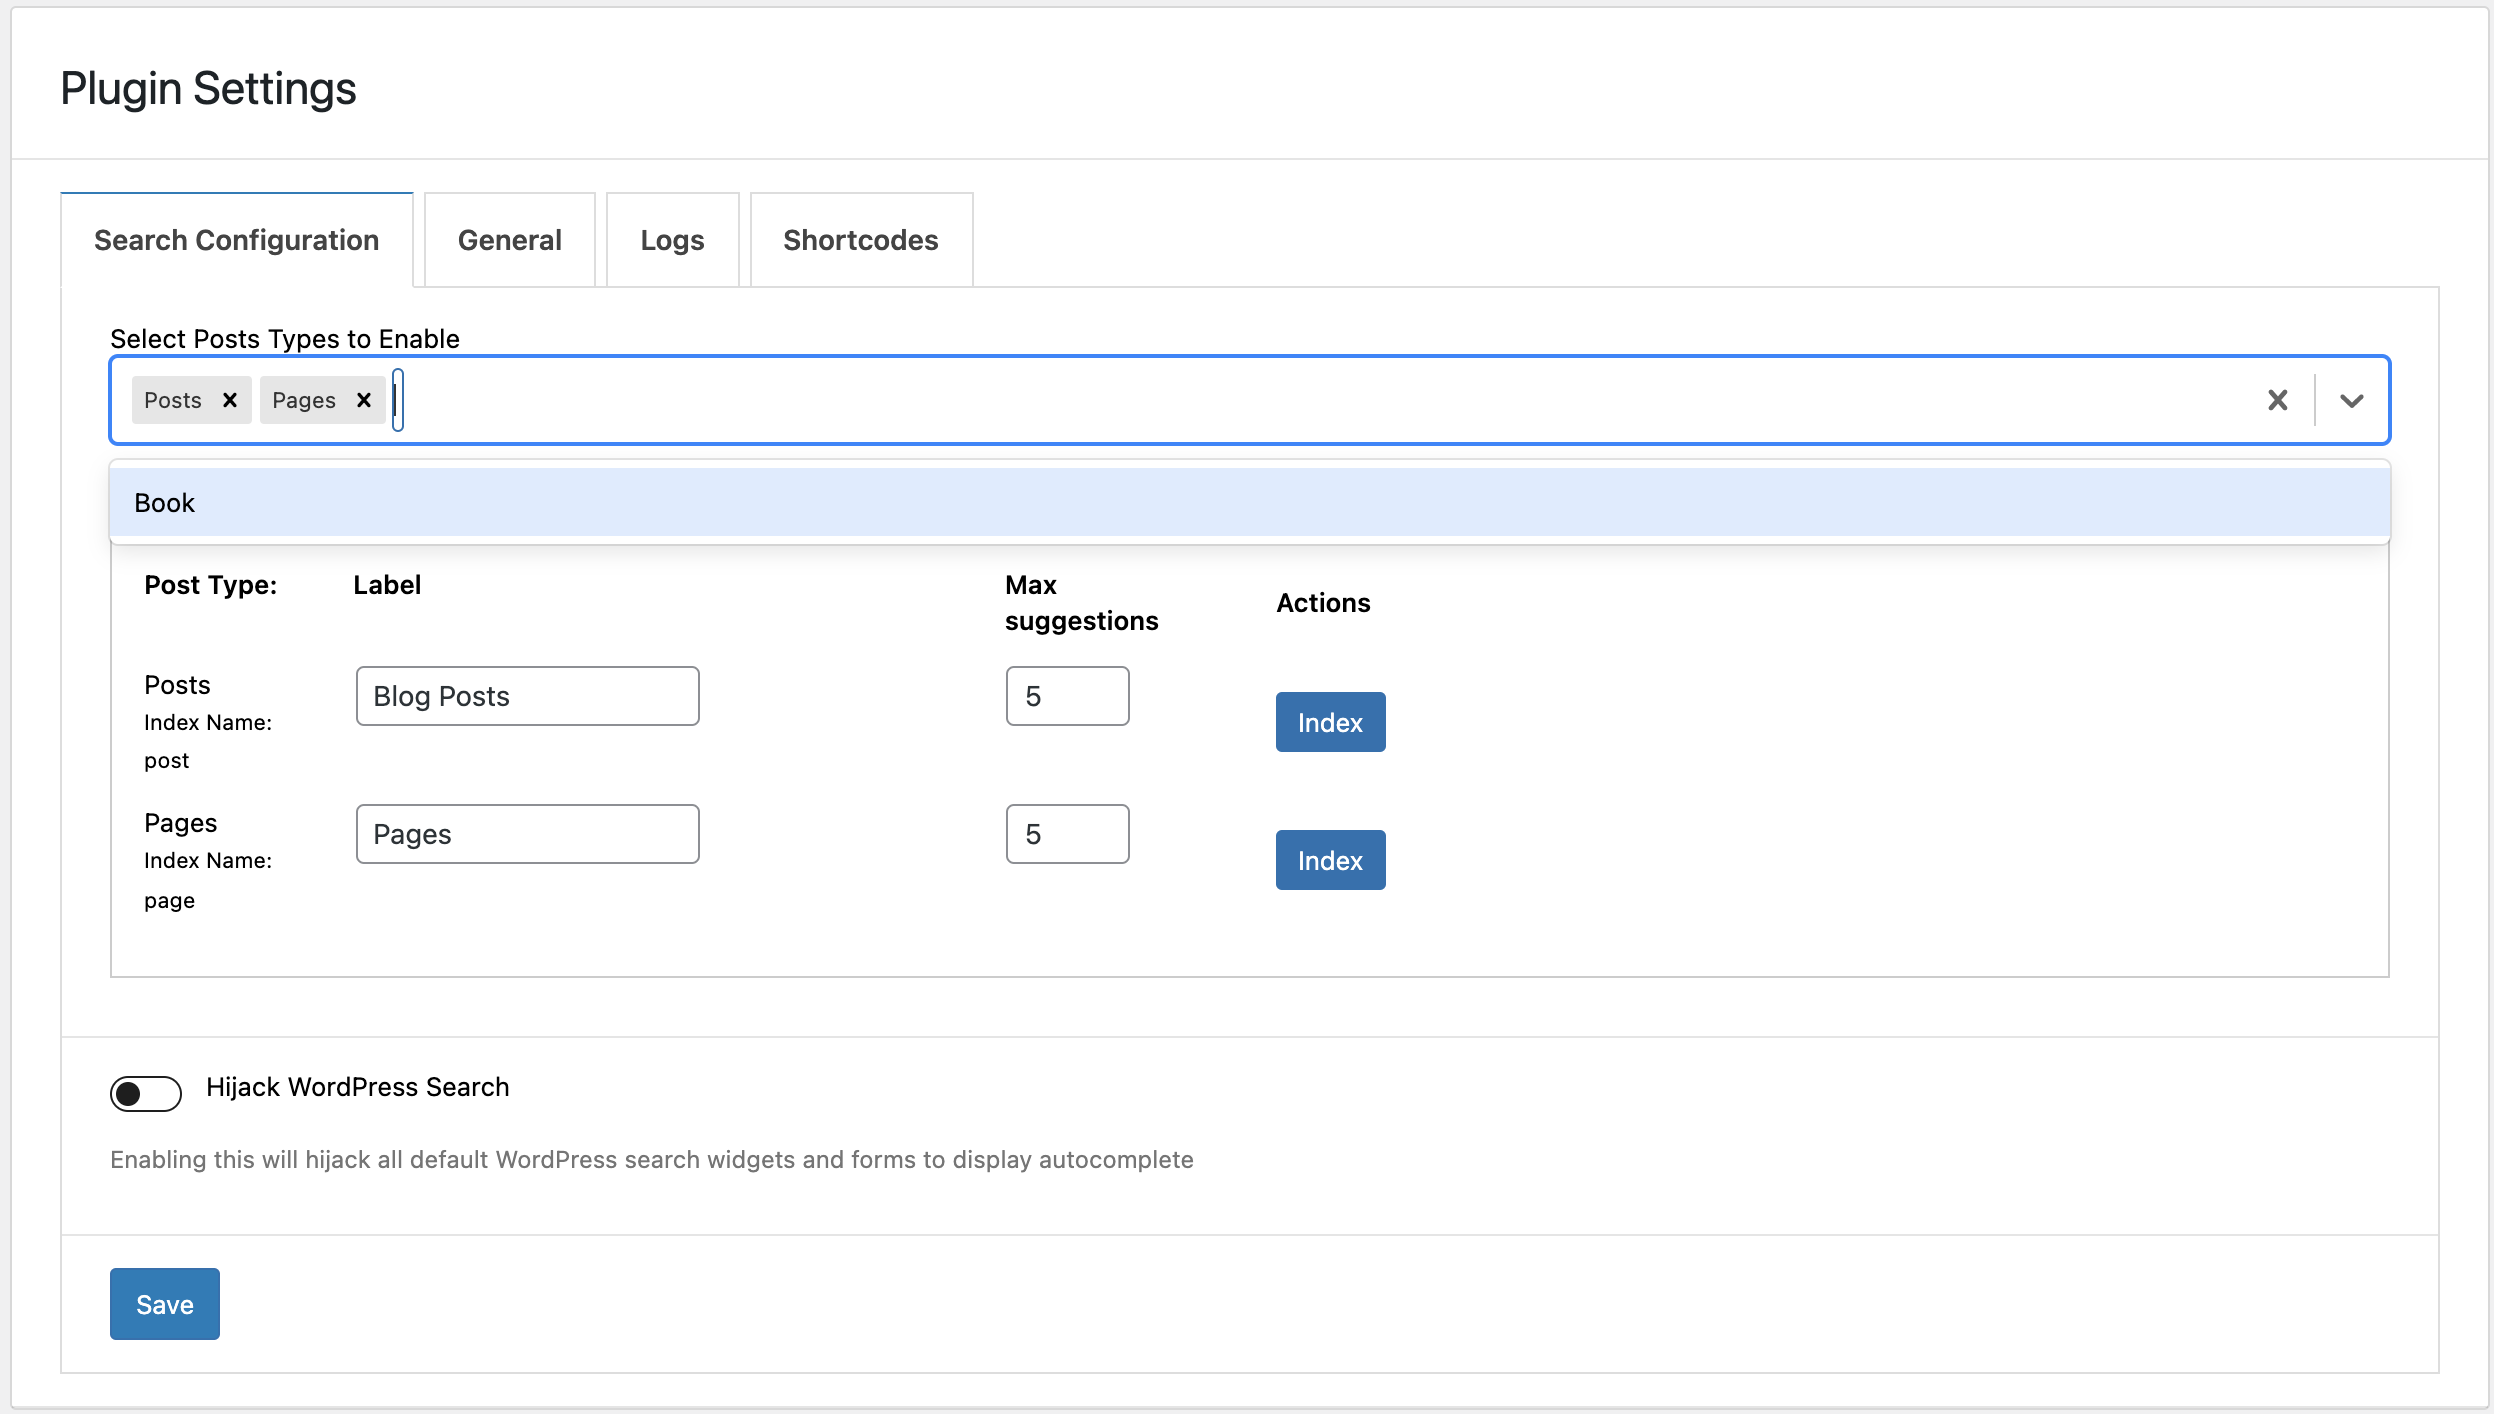 Plugin Settings
Search Configuration
General
Logs
Shortcodes
Select Posts Types to Enable
Posts
Pages
Book
Post Type:
Label
Max
suggestions
Actions
Posts
Index Name:
post
Blog Posts
5
Index
Pages
Index Name:
page
Pages
5
Index
Hijack WordPress Search
Enabling this will hijack all default WordPress search widgets and forms to display autocomplete
Save